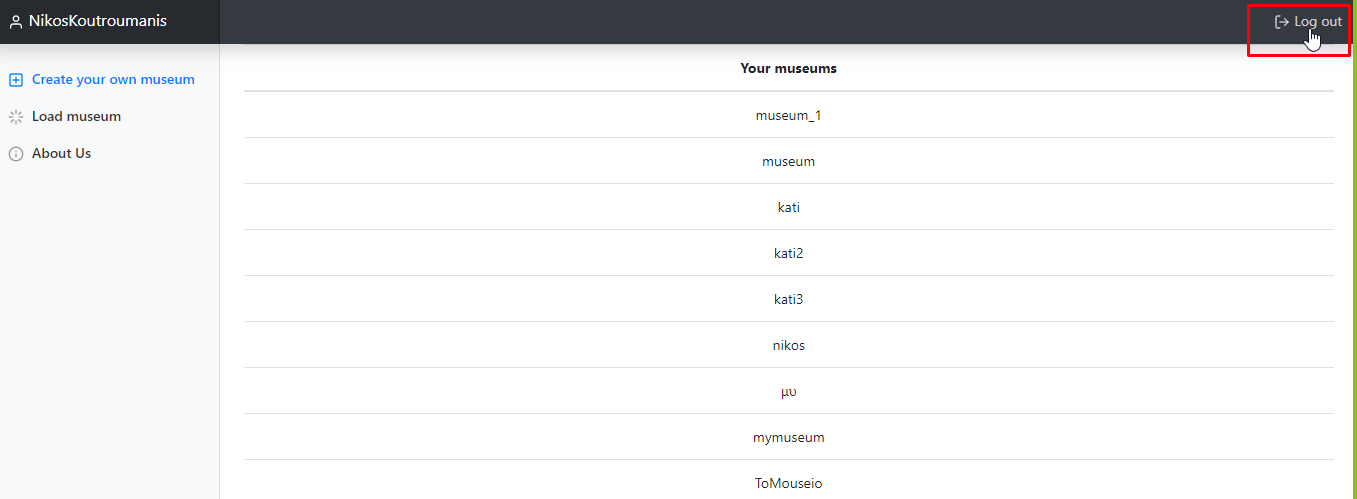 NikosKoutroumanis
Log out
Create your own museum
Load museum
About Us
Your museums
museum_1
museum
kati
kati2
kati3
nikos
μυ
mymuseum
ToMouseio